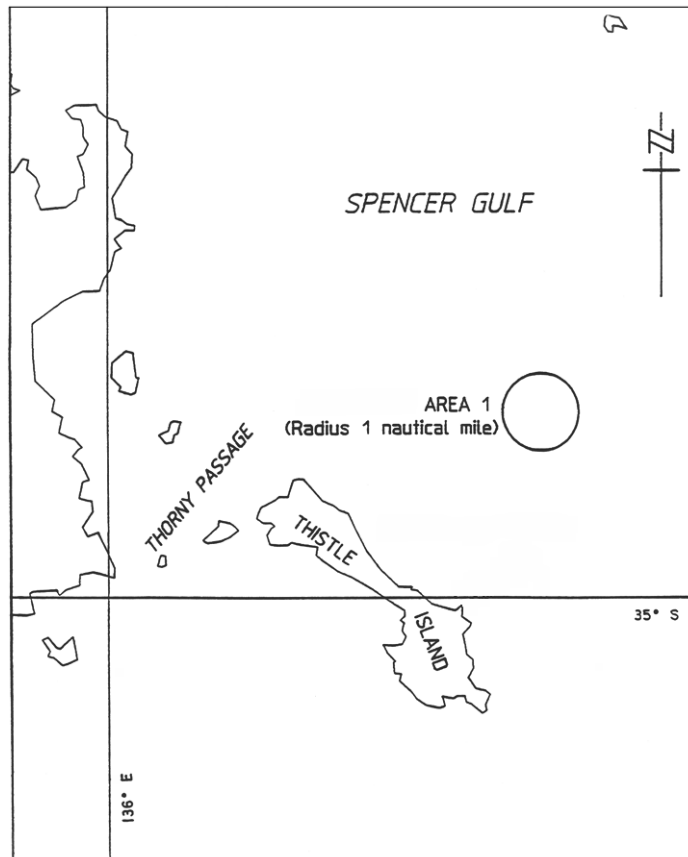 N
SPENCER GULF
AREA 1
(Radius 1 nautical mile)
THORNY PASSAGE
THISTLE
ISLAND
35° S
136° E